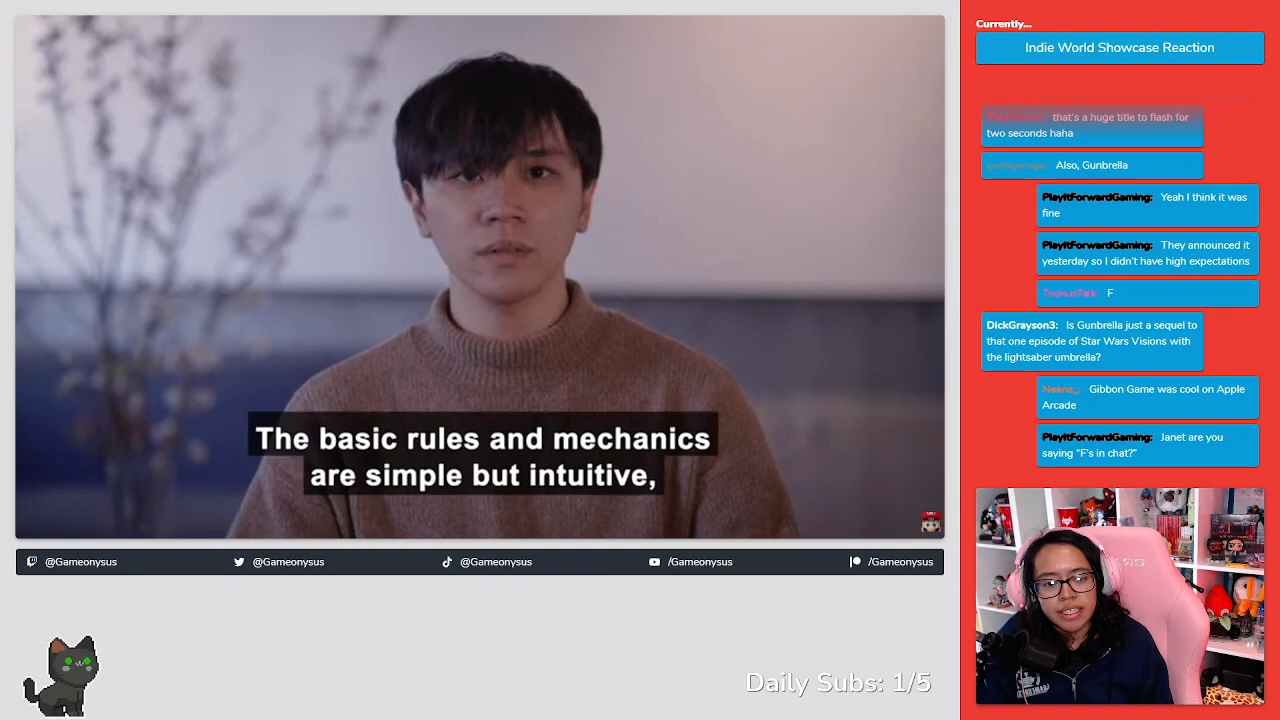 The basic rules and mechanics
are simple but intuitive,
@Gameonysus
@Gameonysus
@Gameonysus
/Gameonysus
/Gameonysus
Daily Subs: 1/5
Currently...
Indie World Showcase Reaction
that's a huge title to flash for
two seconds haha
Also, Gunbrella
PlayItForwardGaming: Yeah I think it was
fine
PlayItForwardGaming: They announced it
yesterday so I didn't have high expectations
TookusTalk: F
DickGrayson3: Is Gunbrella just a sequel to
that one episode of Star Wars Visions with
the lightsaber umbrella?
Neens_: Gibbon Game was cool on Apple
Arcade
PlayItForwardGaming: Janet are you
saying "F's in chat?"